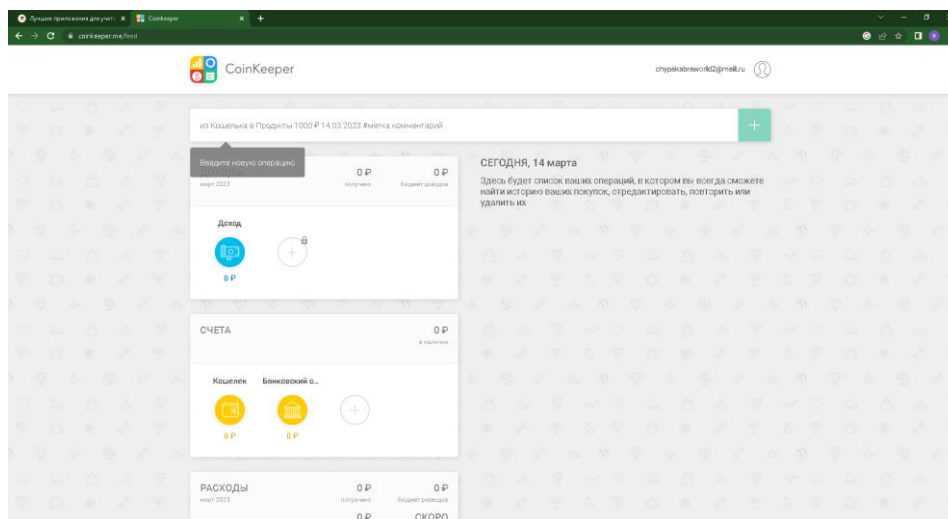 Лучшие приложения для учет
CoinKeeper
coinkeeper.me/feed
CoinKeeper
chypakabraworld2@mail.ru
из Кошелька в Продукты 1000 ₽ 14.03.2023 #метка комментарий
+
Введите новую операцию
0 ₽ 0 ₽
март 2023 получено бюджет доходов
Доход
0 ₽
СЕГОДНЯ, 14 марта
Здесь будет список ваших операций, в котором вы всегда сможете
найти историю ваших покупок, отредактировать, повторить или
удалить их
СЧЕТА 0 ₽
в наличии
Кошелек Банковский с...
0 ₽ 0 ₽
РАСХОДЫ 0 ₽ 0 ₽
март 2023 потрачено бюджет расходов
0 ₽ СКОРО